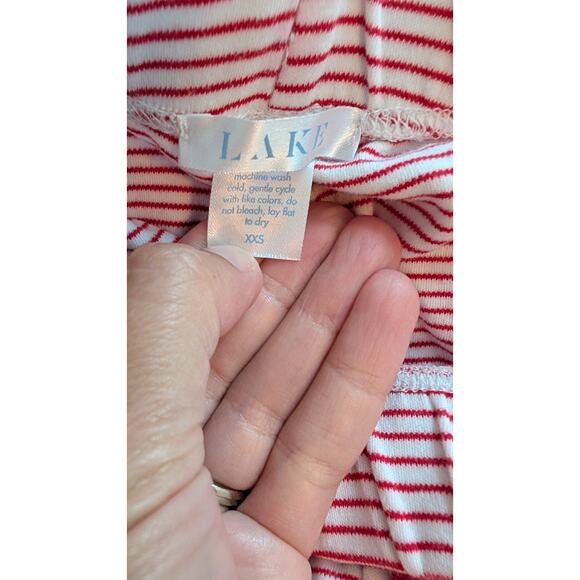 LAKE
machine wash
cold, gentle cycle
with like colors, do
not bleach, lay flat
to dry
XXS